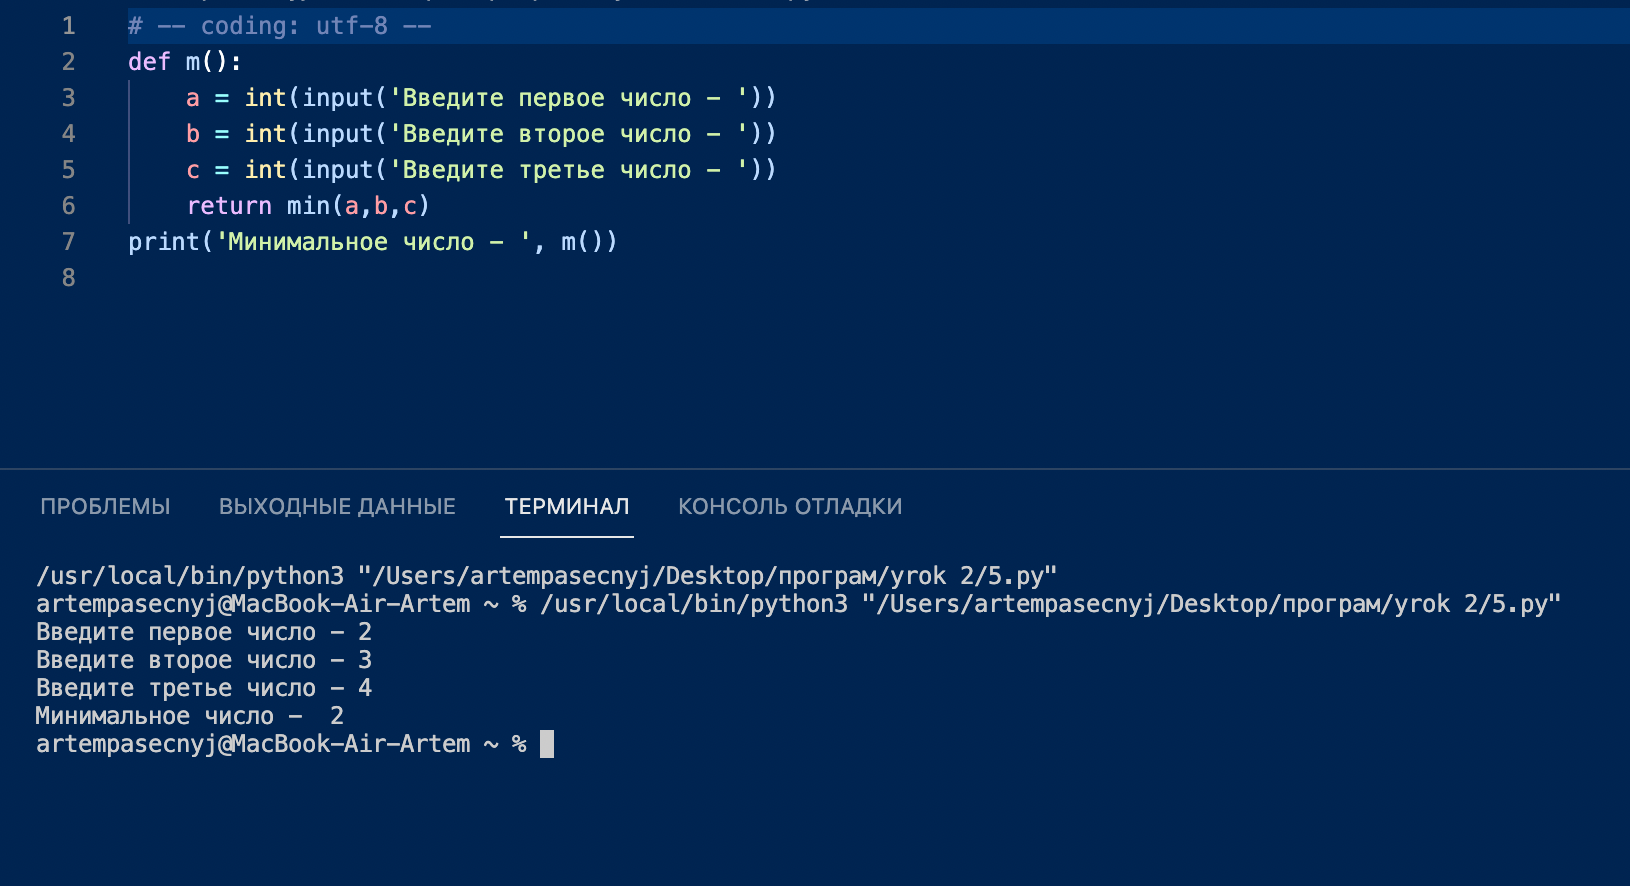 1 # -- coding: utf-8 --
2 def m():
3     a = int(input('Введите первое число - '))
4     b = int(input('Введите второе число - '))
5     c = int(input('Введите третье число - '))
6     return min(a,b,c)
7 print('Минимальное число - ', m())
8
ПРОБЛЕМЫ ВЫХОДНЫЕ ДАННЫЕ ТЕРМИНАЛ КОНСОЛЬ ОТЛАДКИ
/usr/local/bin/python3 "/Users/artempasecnyj/Desktop/програм/yrok 2/5.py"
artempasecnyj@MacBook-Air-Artem ~ % /usr/local/bin/python3 "/Users/artempasecnyj/Desktop/програм/yrok 2/5.py"
Введите первое число - 2
Введите второе число - 3
Введите третье число - 4
Минимальное число -  2
artempasecnyj@MacBook-Air-Artem ~ %